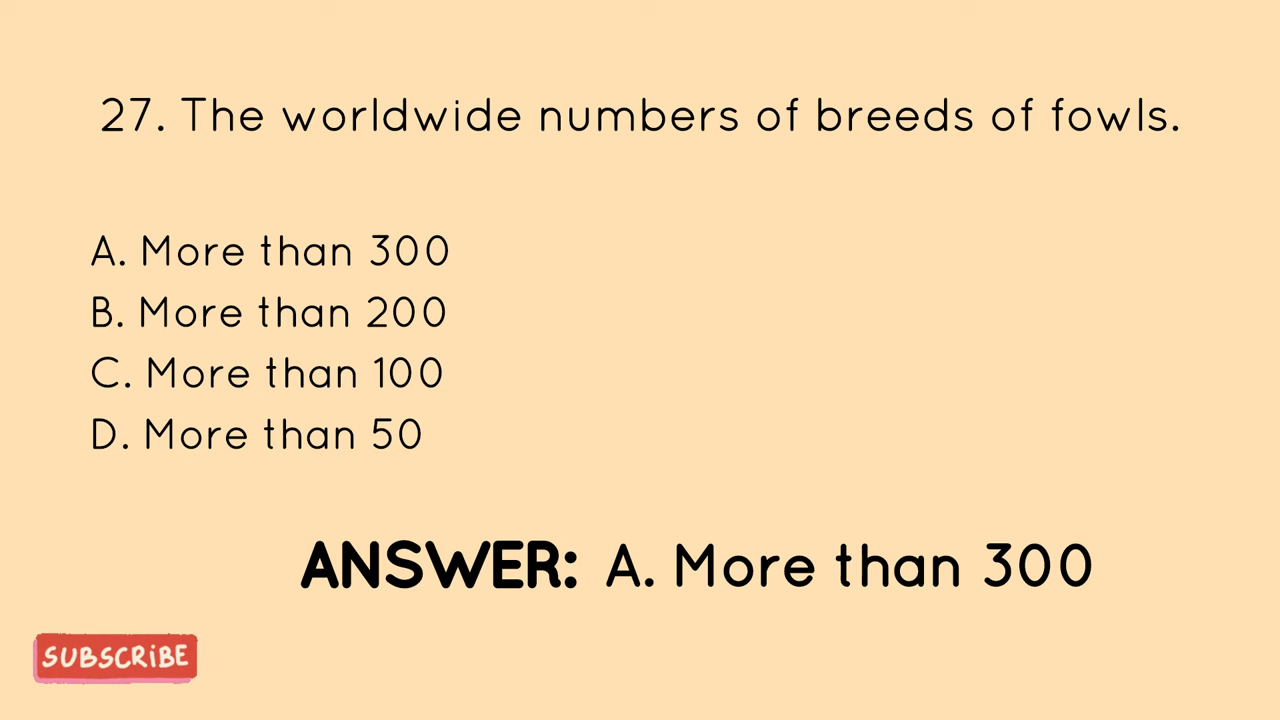 27. The worldwide numbers of breeds of fowls.
A. More than 300
B. More than 200
C. More than 100
D. More than 50
ANSWER: A. More than 300
SUBSCRiBE